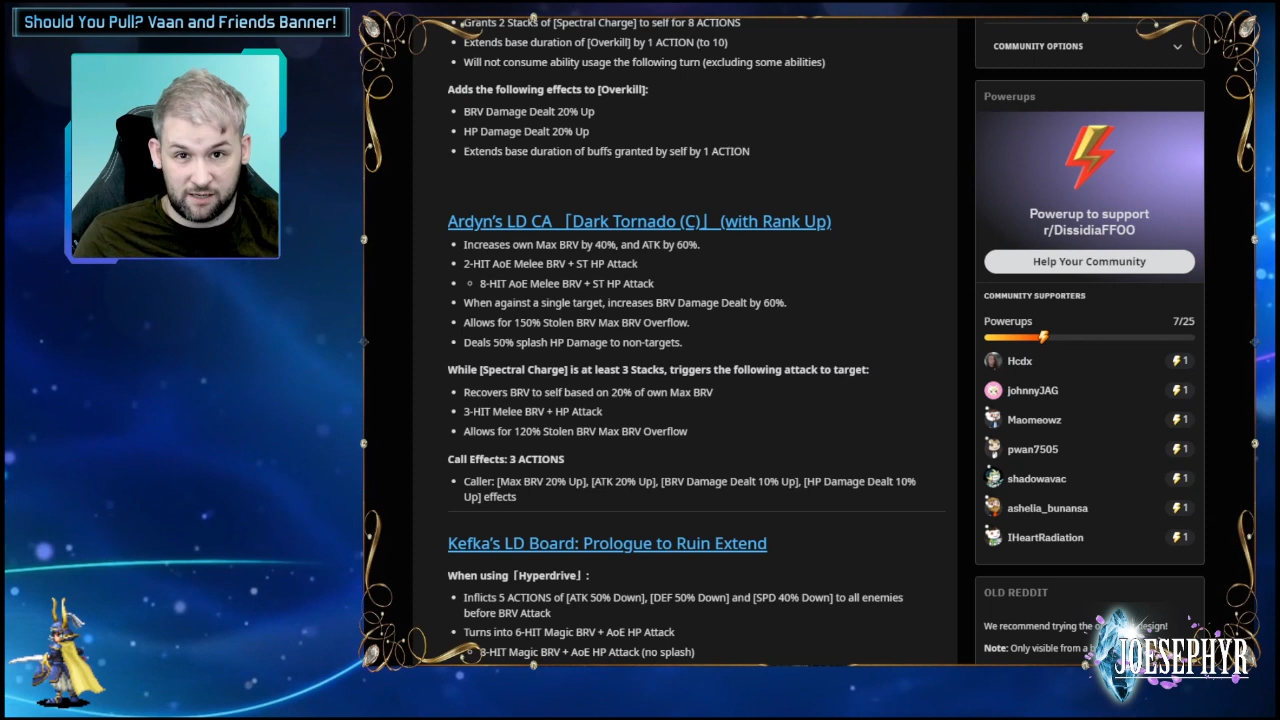 Should You Pull? Vaan and Friends Banner!
Grants 2 Stacks of [Spectral Charge] to self for 8 ACTIONS
Extends base duration of [Overkill] by 1 ACTION (to 10)
Will not consume ability usage the following turn (excluding some abilities)
Adds the following effects to [Overkill]:
BRV Damage Dealt 20% Up
HP Damage Dealt 20% Up
Extends base duration of buffs granted by self by 1 ACTION
Ardyn's LD CA 「Dark Tornado (C)」 (with Rank Up)
Increases own Max BRV by 40%, and ATK by 60%.
2-HIT AoE Melee BRV + ST HP Attack
8-HIT AoE Melee BRV + ST HP Attack
When against a single target, increases BRV Damage Dealt by 60%.
Allows for 150% Stolen BRV Max BRV Overflow.
Deals 50% splash HP Damage to non-targets.
While [Spectral Charge] is at least 3 Stacks, triggers the following attack to target:
Recovers BRV to self based on 20% of own Max BRV
3-HIT Melee BRV + HP Attack
Allows for 120% Stolen BRV Max BRV Overflow
Call Effects: 3 ACTIONS
Caller: [Max BRV 20% Up], [ATK 20% Up], [BRV Damage Dealt 10% Up], [HP Damage Dealt 10%
Up] effects
Kefka's LD Board: Prologue to Ruin Extend
When using「Hyperdrive」:
Inflicts 5 ACTIONS of [ATK 50% Down], [DEF 50% Down] and [SPD 40% Down] to all enemies
before BRV Attack
Turns into 6-HIT Magic BRV + AoE HP Attack
-HIT Magic BRV + AoE HP Attack (no splash)
COMMUNITY OPTIONS
Powerups
Powerup to support
r/DissidiaFFOO
Help Your Community
COMMUNITY SUPPORTERS
Powerups 7/25
Hcdx 1
johnnyJAG 1
Maomeowz 1
pwan7505 1
shadowavac 1
ashelia_bunansa 1
IHeartRadiation 1
OLD REDDIT
We recommend trying the design!
Note: Only visible from a
JOESEPHYR